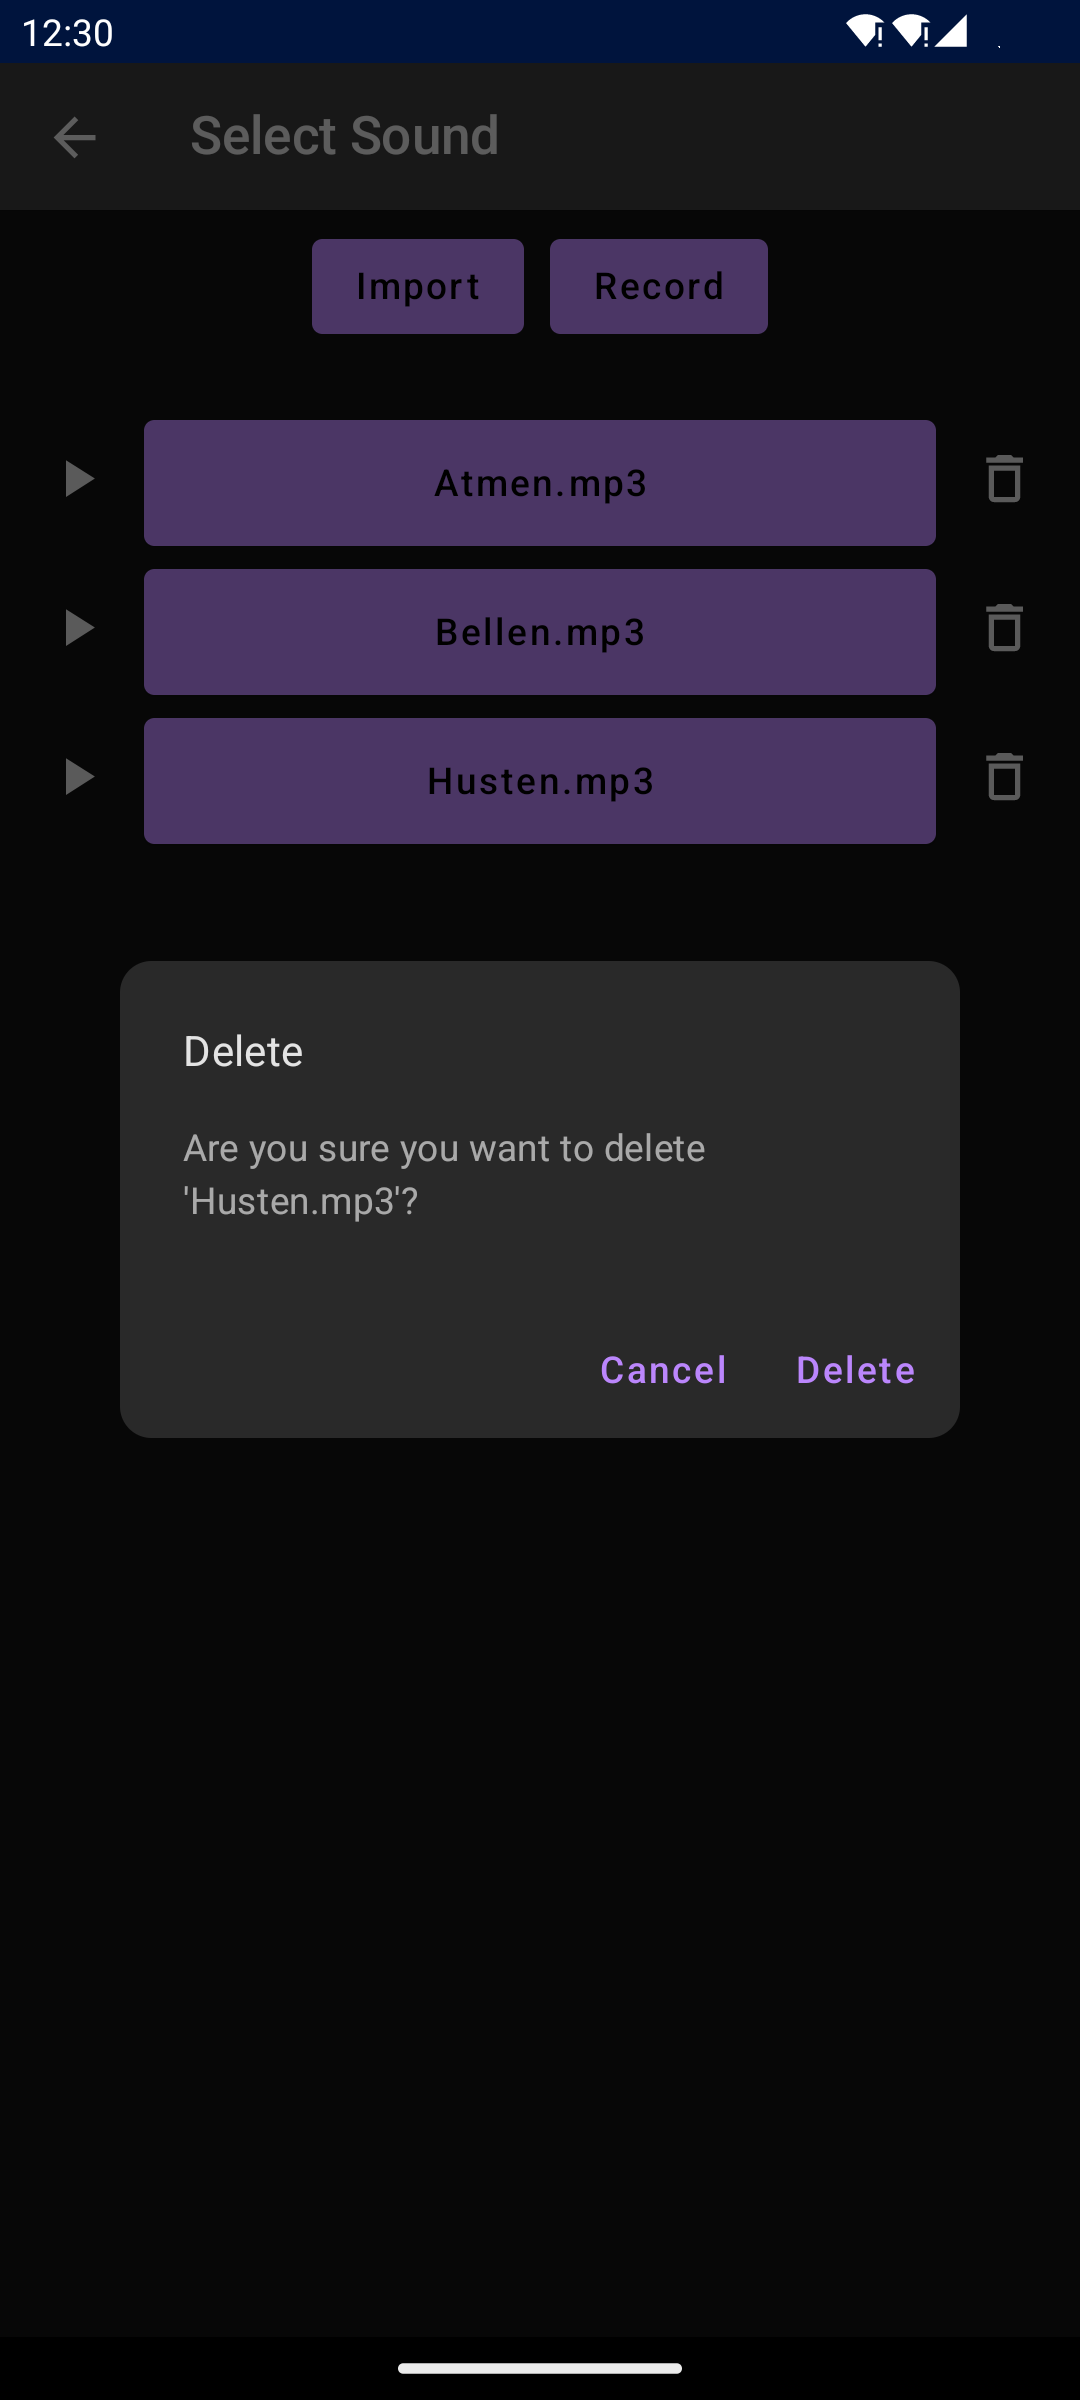 12:30
Select Sound
Import Record
Atmen.mp3
Bellen.mp3
Husten.mp3
Delete
Are you sure you want to delete
'Husten.mp3'?
Cancel Delete